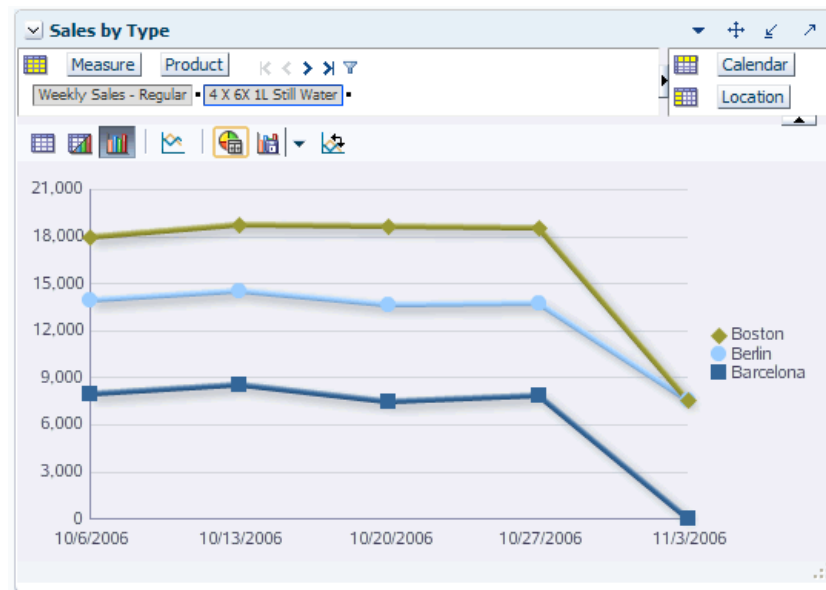 Sales by Type
Measure Product
Weekly Sales - Regular 4 X 6X 1L Still Water
Calendar
Location
21,000
18,000
15,000
12,000
9,000
6,000
3,000
0
10/6/2006 10/13/2006 10/20/2006 10/27/2006 11/3/2006
Boston
Berlin
Barcelona